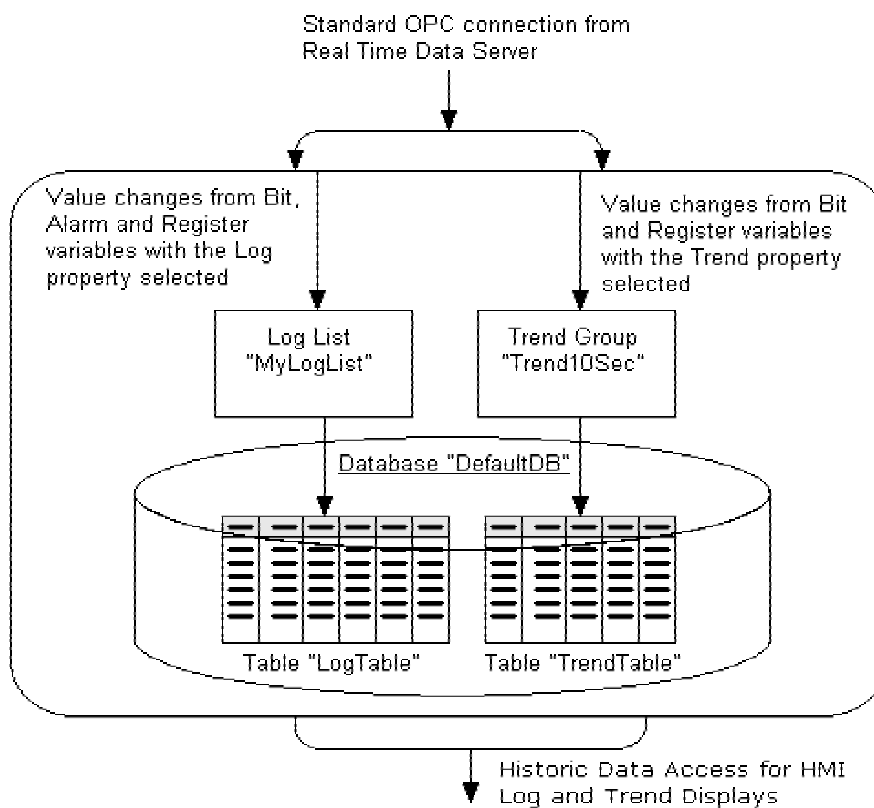 Standard OPC connection from
Real Time Data Server
Value changes from Bit,
Alarm and Register
variables with the Log
property selected
Value changes from Bit
and Register variables
with the Trend property
selected
Log List
"MyLogList"
Trend Group
"Trend10Sec"
Database "DefaultDB"
Table "LogTable"
Table "TrendTable"
Historic Data Access for HMI
Log and Trend Displays